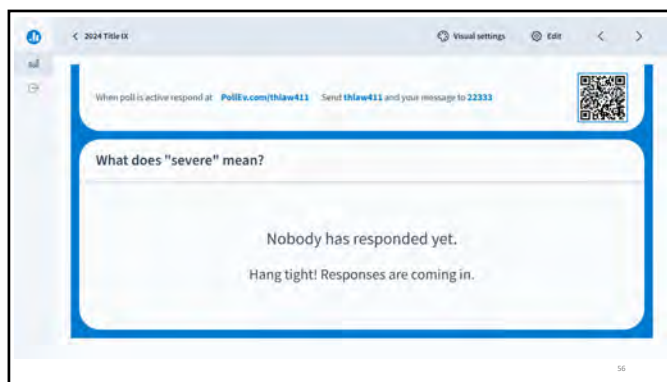 2024 Title IX
Visual settings
Edit
When poll is active respond at PollEv.com/thlaw411 Send thlaw411 and your message to 22333
What does "severe" mean?
Nobody has responded yet.
Hang tight! Responses are coming in.
56